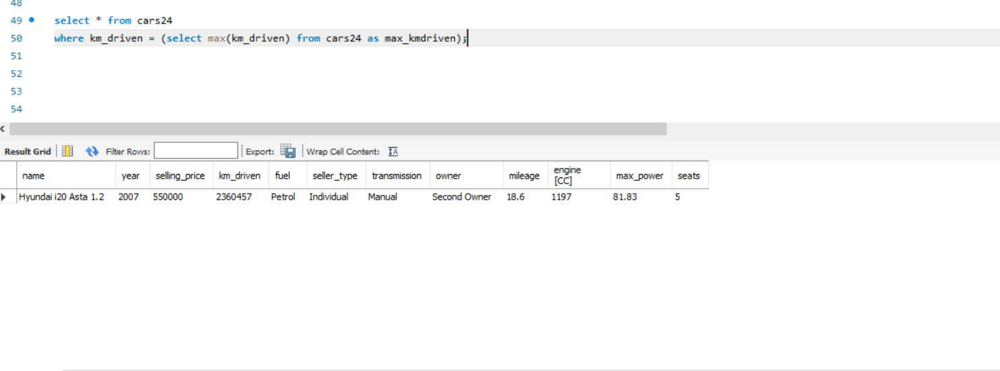 48
49 select * from cars24
50 where km_driven = (select max(km_driven) from cars24 as max_kmdriven);
51
52
53
54
Result Grid Filter Rows: Export: Wrap Cell Content: IA
name year selling_price km_driven fuel seller_type transmission owner mileage engine [CC] max_power seats
Hyundai i20 Asta 1.2 2007 550000 2360457 Petrol Individual Manual Second Owner 18.6 1197 81.83 5